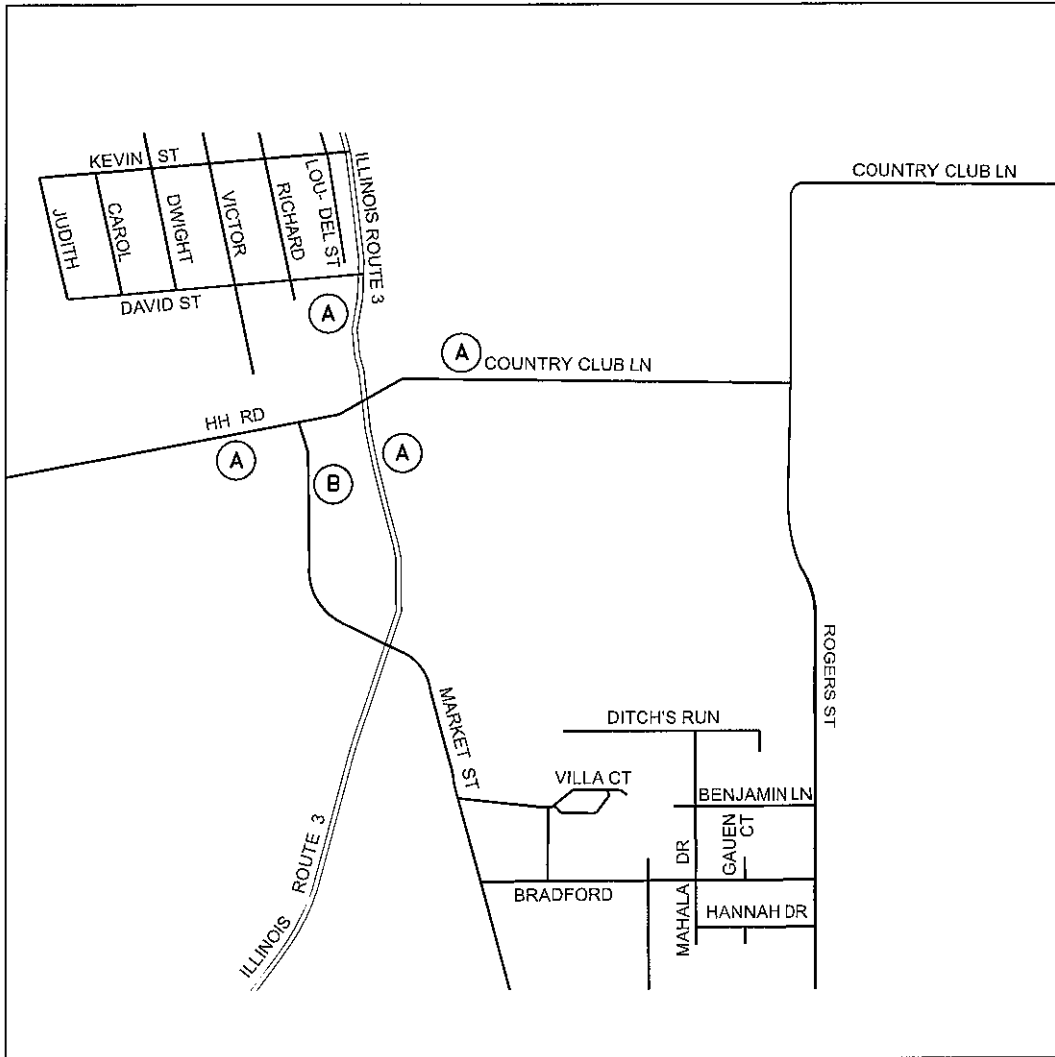 KEVIN ST
COUNTRY CLUB LN
JUDITH
CAROL
DWIGHT
VICTOR
RICHARD
LOU- DEL ST
ILLINOIS ROUTE 3
DAVID ST
A
A
COUNTRY CLUB LN
HH RD
A
A
B
ROGERS ST
MARKET ST
DITCH'S RUN
VILLA CT
BENJAMIN LN
GAUEN
CT
MAHALA DR
BRADFORD
HANNAH DR
ILLINOIS ROUTE 3